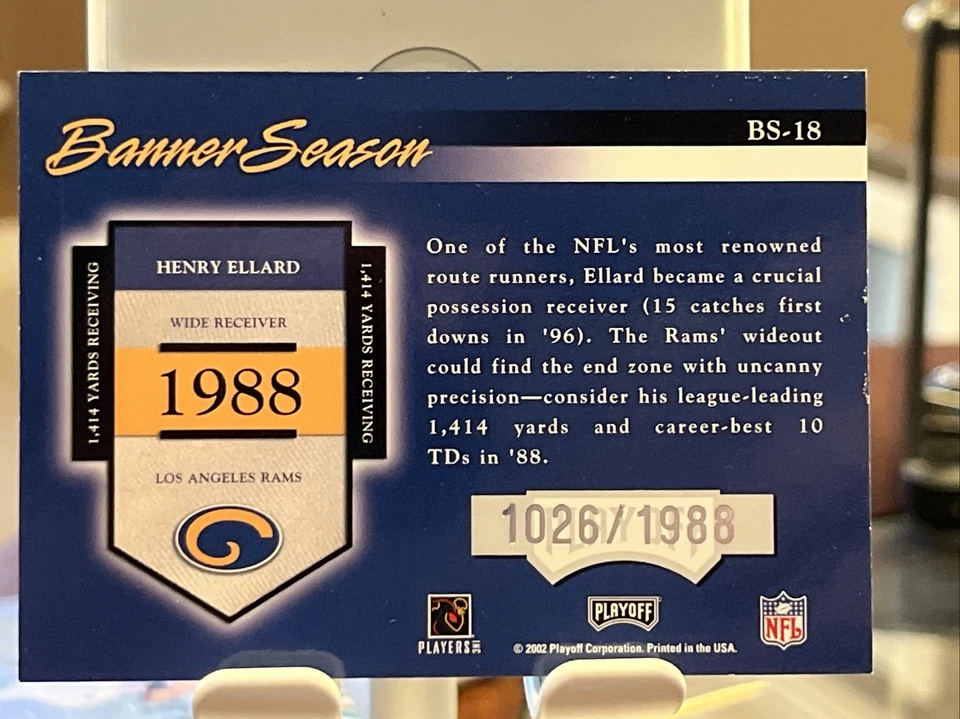 Banner Season
BS-18
HENRY ELLARD
WIDE RECEIVER
1988
LOS ANGELES RAMS
1,414 YARDS RECEIVING
1,414 YARDS RECEIVING
One of the NFL's most renowned
route runners, Ellard became a crucial
possession receiver (15 catches first
downs in '96). The Rams' wideout
could find the end zone with uncanny
precision—consider his league-leading
1,414 yards and career-best 10
TDs in '88.
PLAYOFF
1026/1988
PLAYERS INC
PLAYOFF
NFL
© 2002 Playoff Corporation. Printed in the USA.